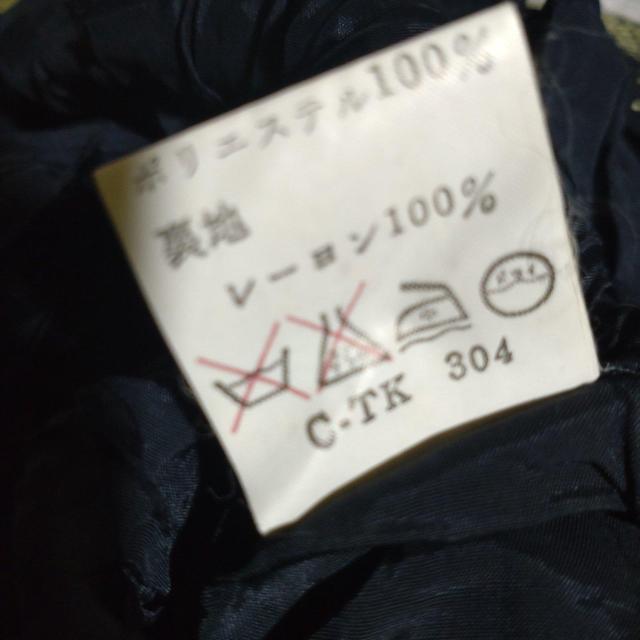 ポリエステル100%
裏地
レーヨン100%
中
ドライ
C-TK 304